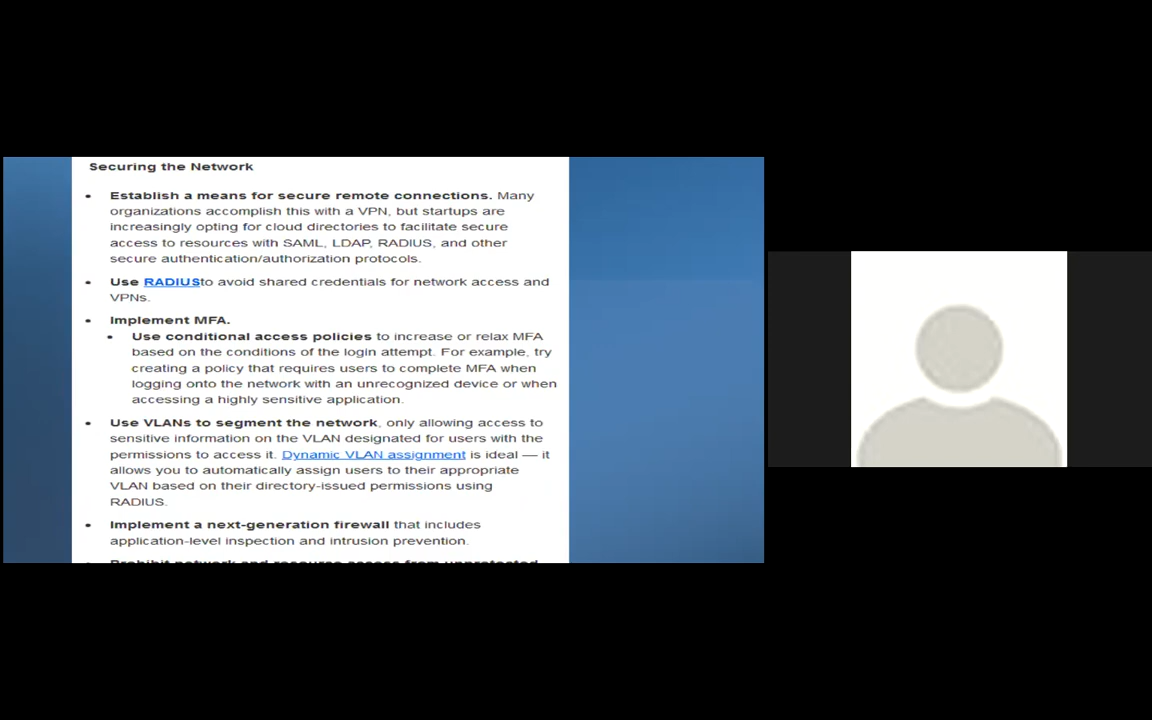 Securing the Network
• Establish a means for secure remote connections. Many
organizations accomplish this with a VPN, but startups are
increasingly opting for cloud directories to facilitate secure
access to resources with SAML, LDAP, RADIUS, and other
secure authentication/authorization protocols.
• Use RADIUSto avoid shared credentials for network access and
VPNs.
• Implement MFA.
• Use conditional access policies to increase or relax MFA
based on the conditions of the login attempt. For example, try
creating a policy that requires users to complete MFA when
logging onto the network with an unrecognized device or when
accessing a highly sensitive application.
• Use VLANs to segment the network, only allowing access to
sensitive information on the VLAN designated for users with the
permissions to access it. Dynamic VLAN assignment is ideal — it
allows you to automatically assign users to their appropriate
VLAN based on their directory-issued permissions using
RADIUS.
• Implement a next-generation firewall that includes
application-level inspection and intrusion prevention.
• Prohibit network and resource access from unprotected